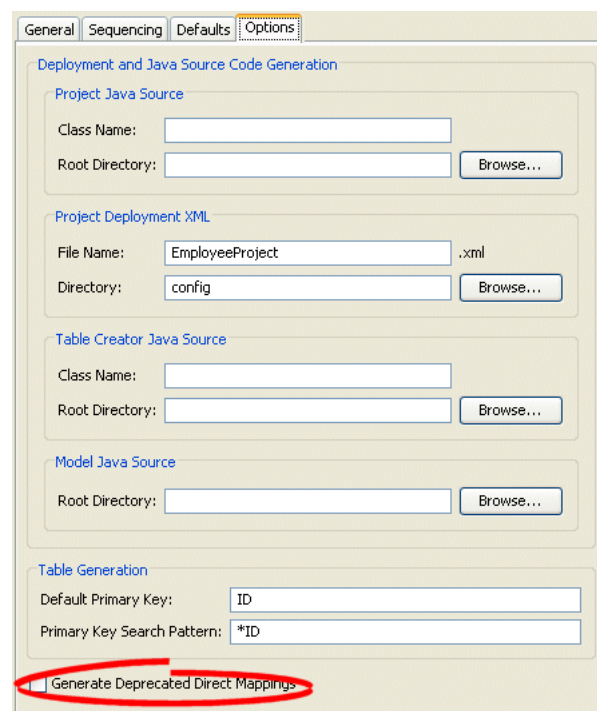 General Sequencing Defaults Options
Deployment and Java Source Code Generation
Project Java Source
Class Name:
Root Directory: Browse...
Project Deployment XML
File Name: EmployeeProject .xml
Directory: config Browse...
Table Creator Java Source
Class Name:
Root Directory: Browse...
Model Java Source
Root Directory: Browse...
Table Generation
Default Primary Key: ID
Primary Key Search Pattern: *ID
Generate Deprecated Direct Mappings